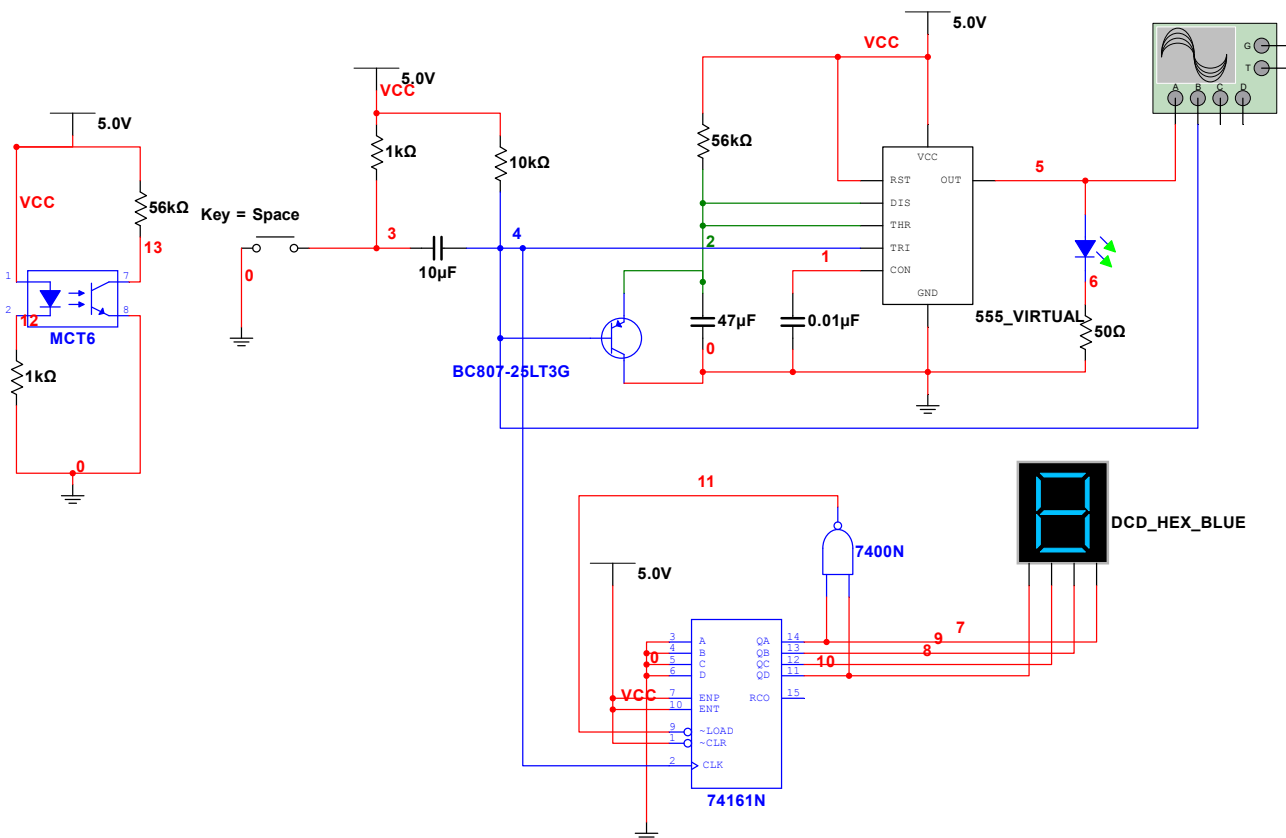 5.0V
VCC
56kΩ
13
1
2
7
8
12
MCT6
1kΩ
0
5.0V
VCC
1kΩ
10kΩ
Key = Space
0
3
10µF
4
BC807-25LT3G
5.0V
VCC
56kΩ
2
47µF
0
1
0.01µF
VCC
RST
DIS
THR
TRI
CON
GND
OUT
555_VIRTUAL
5
6
50Ω
A
B
C
D
G
T
11
7400N
DCD_HEX_BLUE
5.0V
0
VCC
3 A
4 B
5 C
6 D
7 ENP
10 ENT
9 ~LOAD
1 ~CLR
2 CLK
QA 14
QB 13
QC 12
QD 11
RCO 15
74161N
7
9
8
10